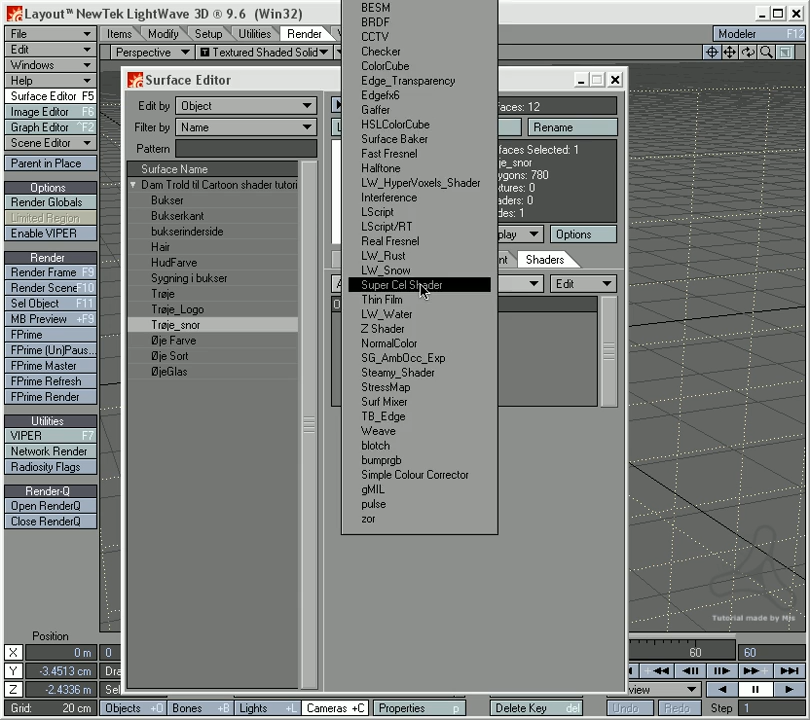 Layout™ NewTek LightWave 3D ® 9.6 (Win32)
File
Edit
Windows
Help
Surface Editor F5
Image Editor F6
Graph Editor ^F2
Scene Editor
Parent in Place
Options
Render Globals
Limited Region
Enable VIPER
Render
Render Frame F9
Render Scene F10
Sel Object F11
MB Preview +F9
FPrime
FPrime (Un)Paus...
FPrime Master
FPrime Refresh
FPrime Render
Utilities
VIPER F7
Network Render
Radiosity Flags
Render-Q
Open RenderQ
Close RenderQ
Items
Modify
Setup
Utilities
Render
Modeler F12
Perspective
Textured Shaded Solid
Surface Editor
Edit by
Object
Filter by
Name
Pattern
Surface Name
Dam Trold til Cartoon shader tutori
Bukser
Bukserkant
bukserinderside
Hair
HudFarve
Sygning i bukser
Trøje
Trøje_Logo
Trøje_snor
Øje Farve
Øje Sort
ØjeGlas
BESM
BRDF
CCTV
Checker
ColorCube
Edge_Transparency
Edgefx6
Gaffer
HSLColorCube
Surface Baker
Fast Fresnel
Halftone
LW_HyperVoxels_Shader
Interference
LScript
LScript/RT
Real Fresnel
LW_Rust
LW_Snow
Super Cel Shader
Thin Film
LW_Water
Z Shader
NormalColor
SG_AmbOcc_Exp
Steamy_Shader
StressMap
Surf Mixer
TB_Edge
Weave
blotch
bumprgb
Simple Colour Corrector
gMIL
pulse
zor
faces: 12
Rename
faces Selected: 1
je_snor
ygons: 780
xtures: 0
aders: 0
des: 1
play
Options
nt
Shaders
Edit
Tutorial made by Njs
Position
X 0 m
Y -3.4513 m
Z -2.4336 m
Grid: 20 cm
0
Dra
Sel
60
60
view
Step 1
Objects +O
Bones +B
Lights +L
Cameras +C
Properties p
Delete Key del
Undo
Redo